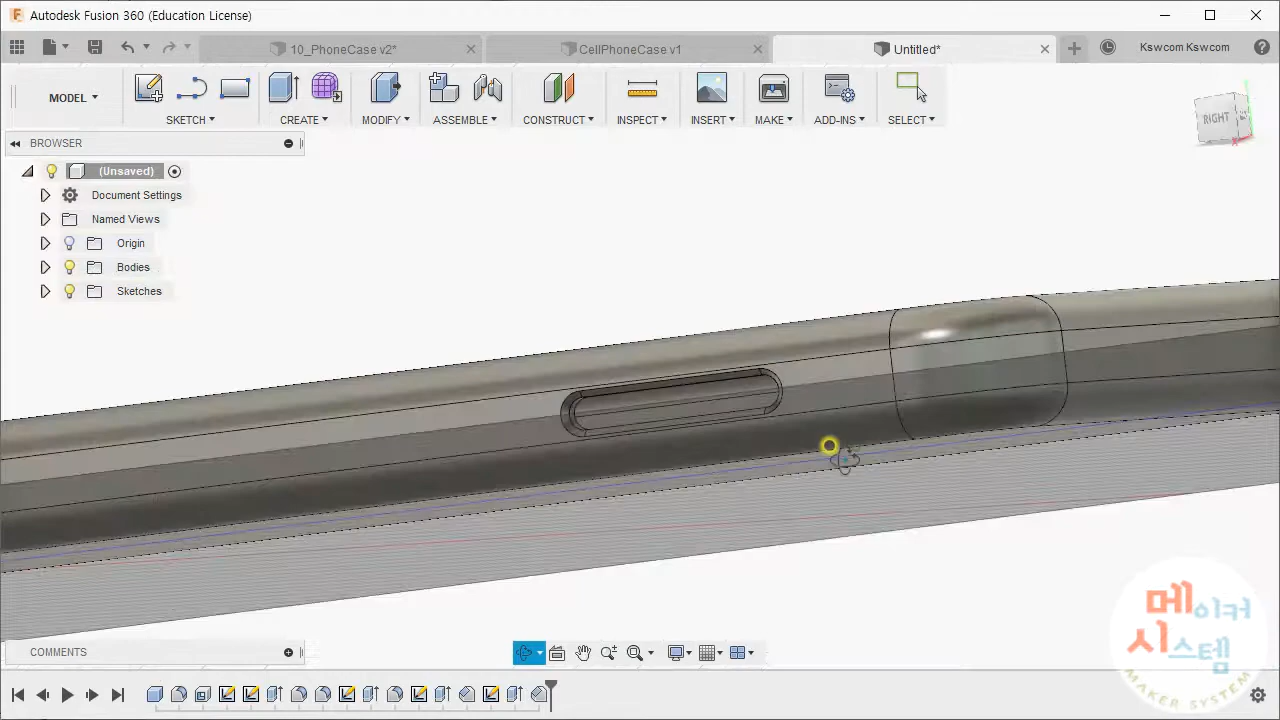 Autodesk Fusion 360 (Education License)
10_PhoneCase v2*
CellPhoneCase v1
Untitled*
Kswcom Kswcom
MODEL
SKETCH
CREATE
MODIFY
ASSEMBLE
CONSTRUCT
INSPECT
INSERT
MAKE
ADD-INS
SELECT
RIGHT
BROWSER
(Unsaved)
Document Settings
Named Views
Origin
Bodies
Sketches
COMMENTS
메이커
시스템
MAKER SYSTEM